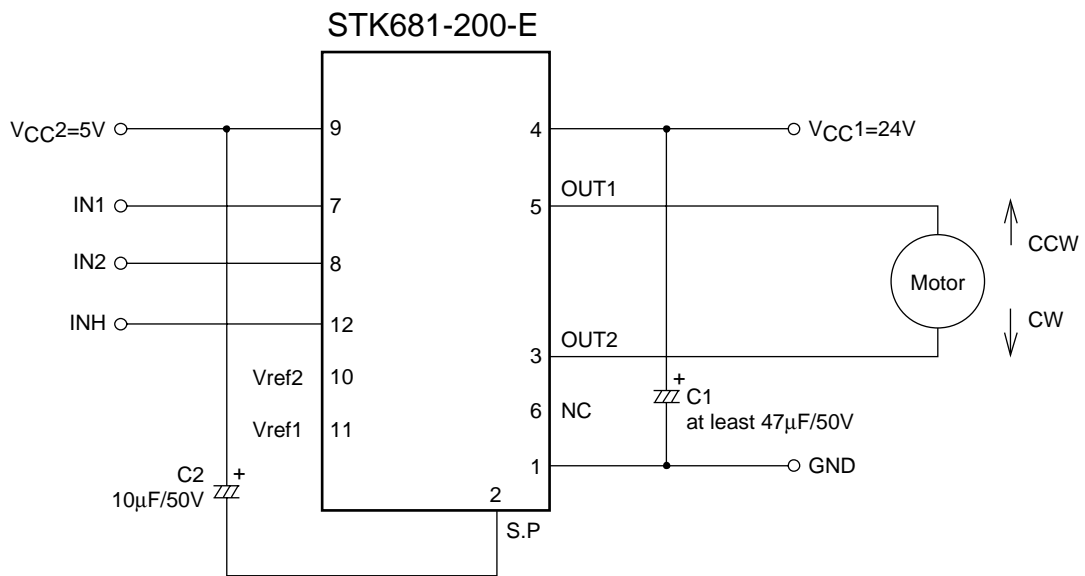 STK681-200-E
VCC2=5V
9
4
VCC1=24V
IN1
7
5
OUT1
CCW
IN2
8
Motor
INH
12
CW
3
OUT2
Vref2
10
+
C1
at least 47μF/50V
6
NC
Vref1
11
1
GND
C2
+
10μF/50V
2
S.P